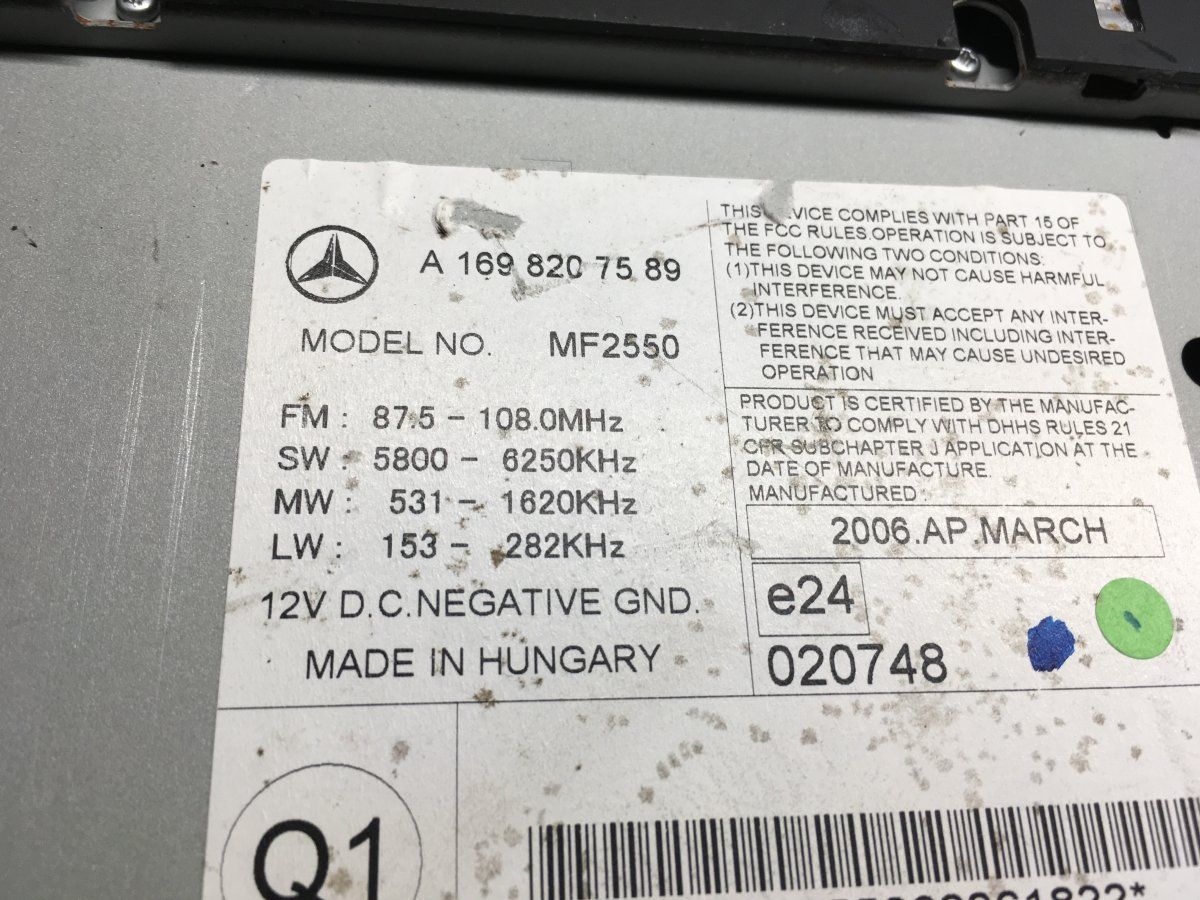 A 169 820 75 89
MODEL NO. MF2550
FM : 87.5 - 108.0MHz
SW : 5800 - 6250KHz
MW : 531 - 1620KHz
LW : 153 - 282KHz
12V D.C.NEGATIVE GND.
MADE IN HUNGARY
THIS DEVICE COMPLIES WITH PART 15 OF
THE FCC RULES.OPERATION IS SUBJECT TO
THE FOLLOWING TWO CONDITIONS:
(1)THIS DEVICE MAY NOT CAUSE HARMFUL
INTERFERENCE.
(2)THIS DEVICE MUST ACCEPT ANY INTER-
FERENCE RECEIVED INCLUDING INTER-
FERENCE THAT MAY CAUSE UNDESIRED
OPERATION
PRODUCT IS CERTIFIED BY THE MANUFAC-
TURER TO COMPLY WITH DHHS RULES 21
CFR SUBCHAPTER J APPLICATION AT THE
DATE OF MANUFACTURE.
MANUFACTURED :
2006.AP.MARCH
e24
020748
Q1